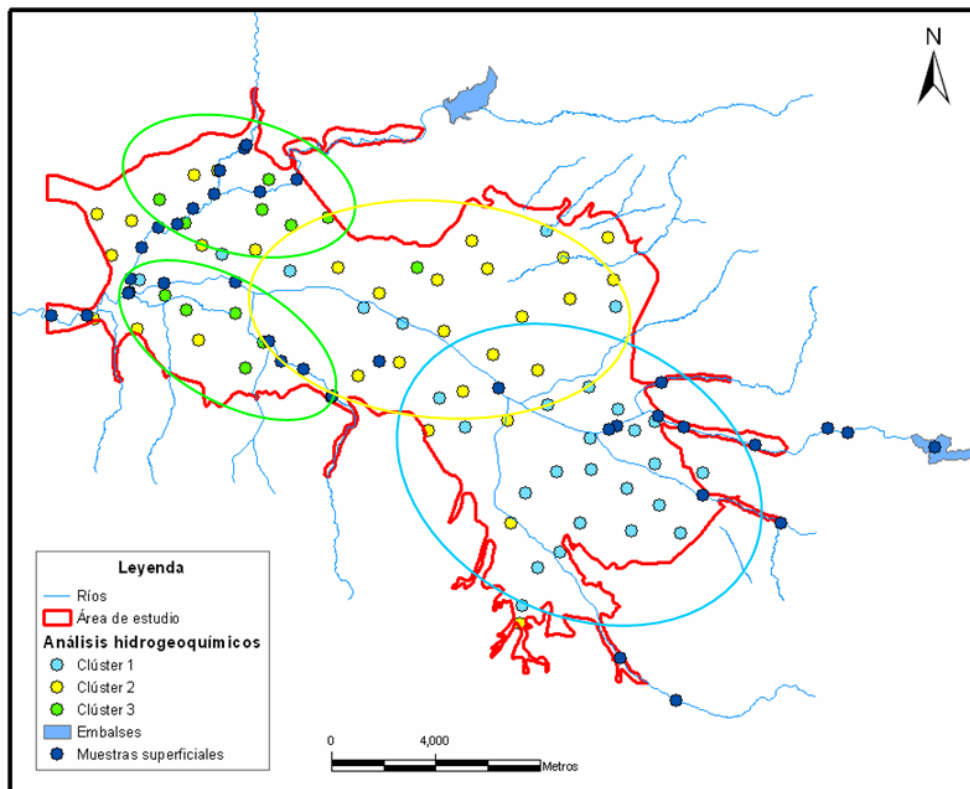 N
Leyenda
Ríos
Área de estudio
Análisis hidrogeoquímicos
Clúster 1
Clúster 2
Clúster 3
Embalses
Muestras superficiales
0 4,000
Metros